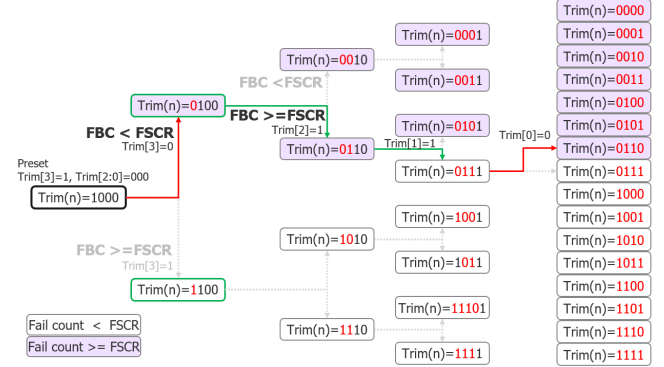 Trim(n)=0000
Trim(n)=0001
Trim(n)=0001
Trim(n)=0010
Trim(n)=0010
Trim(n)=0011
Trim(n)=0011
FBC <FSCR
Trim(n)=0100
Trim(n)=0100
FBC >=FSCR
Trim[2]=1
Trim(n)=0101
Trim(n)=0101
FBC < FSCR
Trim[3]=0
Trim[1]=1
Trim[0]=0
Trim(n)=0110
Trim(n)=0110
Preset
Trim[3]=1, Trim[2:0]=000
Trim(n)=0111
Trim(n)=0111
Trim(n)=1000
Trim(n)=1000
Trim(n)=1001
Trim(n)=1001
Trim(n)=1010
Trim(n)=1010
FBC >=FSCR
Trim[3]=1
Trim(n)=1011
Trim(n)=1011
Trim(n)=1100
Trim(n)=1100
Trim(n)=11101
Trim(n)=1101
Fail count < FSCR
Trim(n)=1110
Trim(n)=1110
Fail count >= FSCR
Trim(n)=1111
Trim(n)=1111